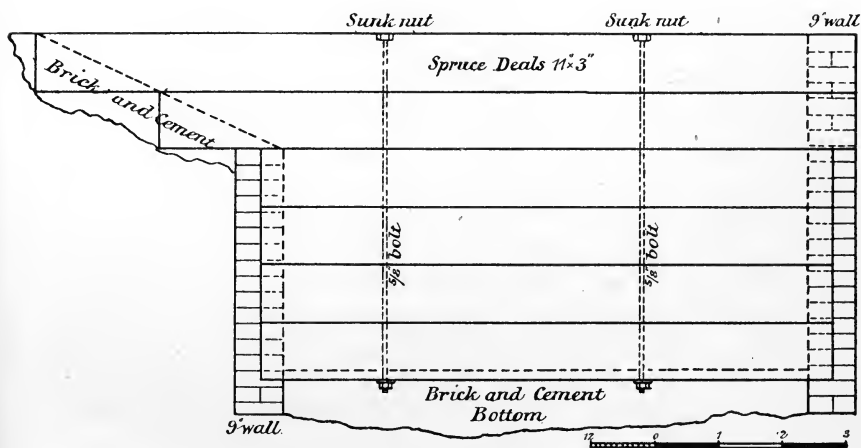 Sunk nut
Sunk nut
9" wall
Spruce Deals 11" × 3"
Brick and Cement
5/8" bolt
5/8" bolt
Brick and Cement
Bottom
9" wall.
12 0 1 2 3